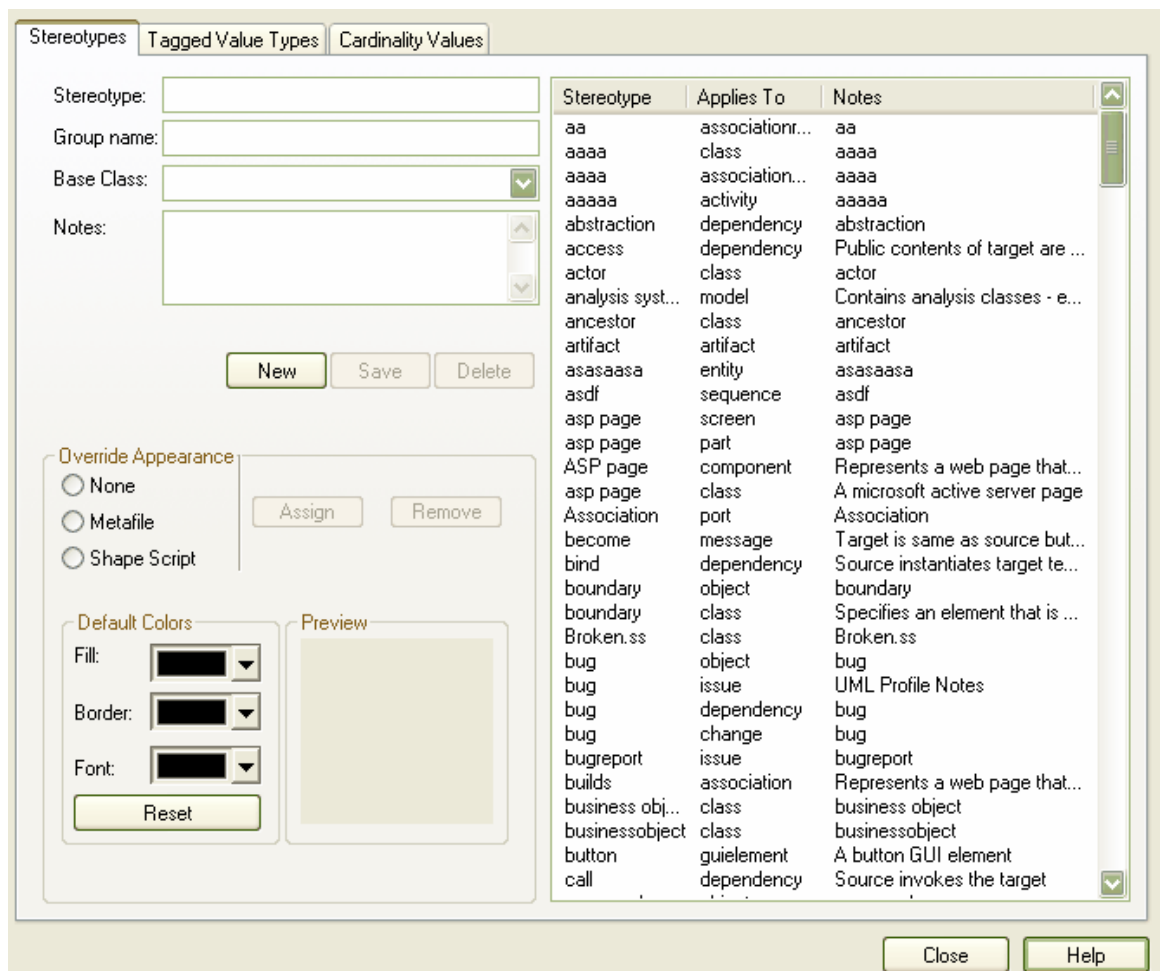 Stereotypes Tagged Value Types Cardinality Values
Stereotype:
Group name:
Base Class:
Notes:
New Save Delete
Override Appearance
None
Metafile
Shape Script
Assign Remove
Default Colors
Fill:
Border:
Font:
Reset
Preview
Stereotype Applies To Notes
aa associationr... aa
aaaa class aaaa
aaaa association... aaaa
aaaaa activity aaaaa
abstraction dependency abstraction
access dependency Public contents of target are ...
actor class actor
analysis syst... model Contains analysis classes - e...
ancestor class ancestor
artifact artifact artifact
asasaasa entity asasaasa
asdf sequence asdf
asp page screen asp page
asp page part asp page
ASP page component Represents a web page that...
asp page class A microsoft active server page
Association port Association
become message Target is same as source but...
bind dependency Source instantiates target te...
boundary object boundary
boundary class Specifies an element that is ...
Broken.ss class Broken.ss
bug object bug
bug issue UML Profile Notes
bug dependency bug
bug change bug
bugreport issue bugreport
builds association Represents a web page that...
business obj... class business object
businessobject class businessobject
button guielement A button GUI element
call dependency Source invokes the target
Close Help